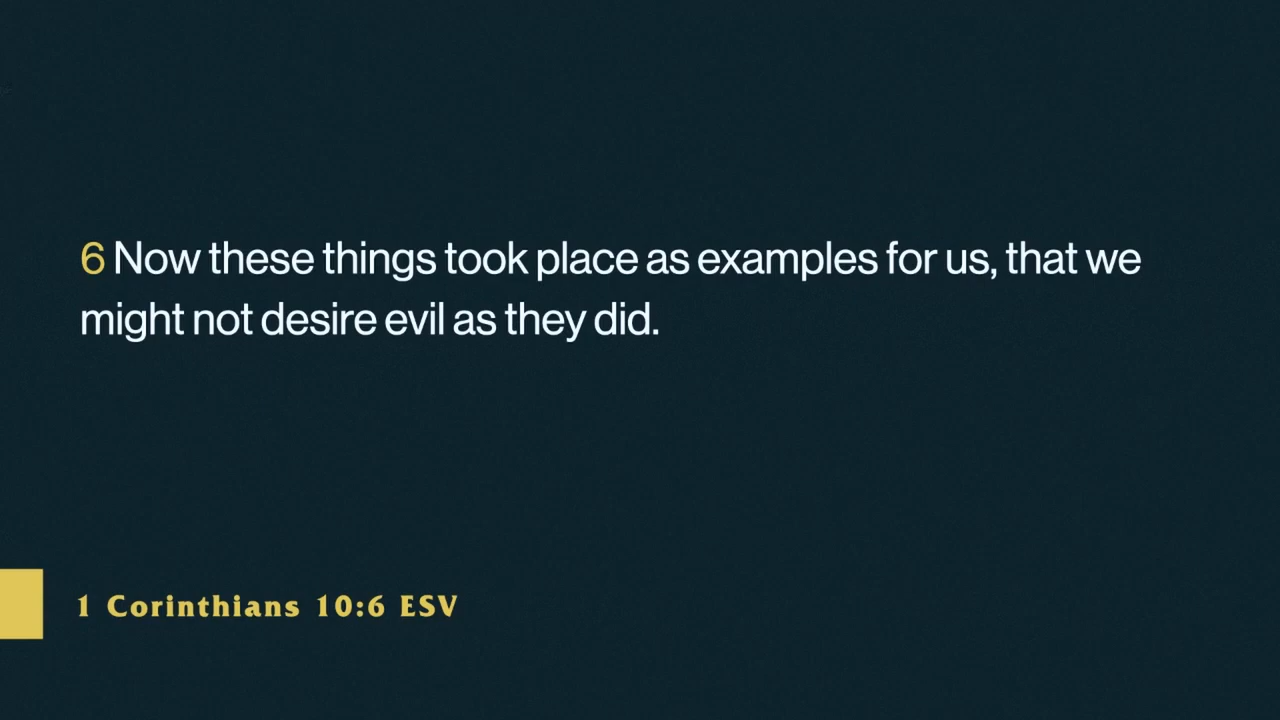 6 Now these things took place as examples for us, that we
might not desire evil as they did.
1 Corinthians 10:6 ESV